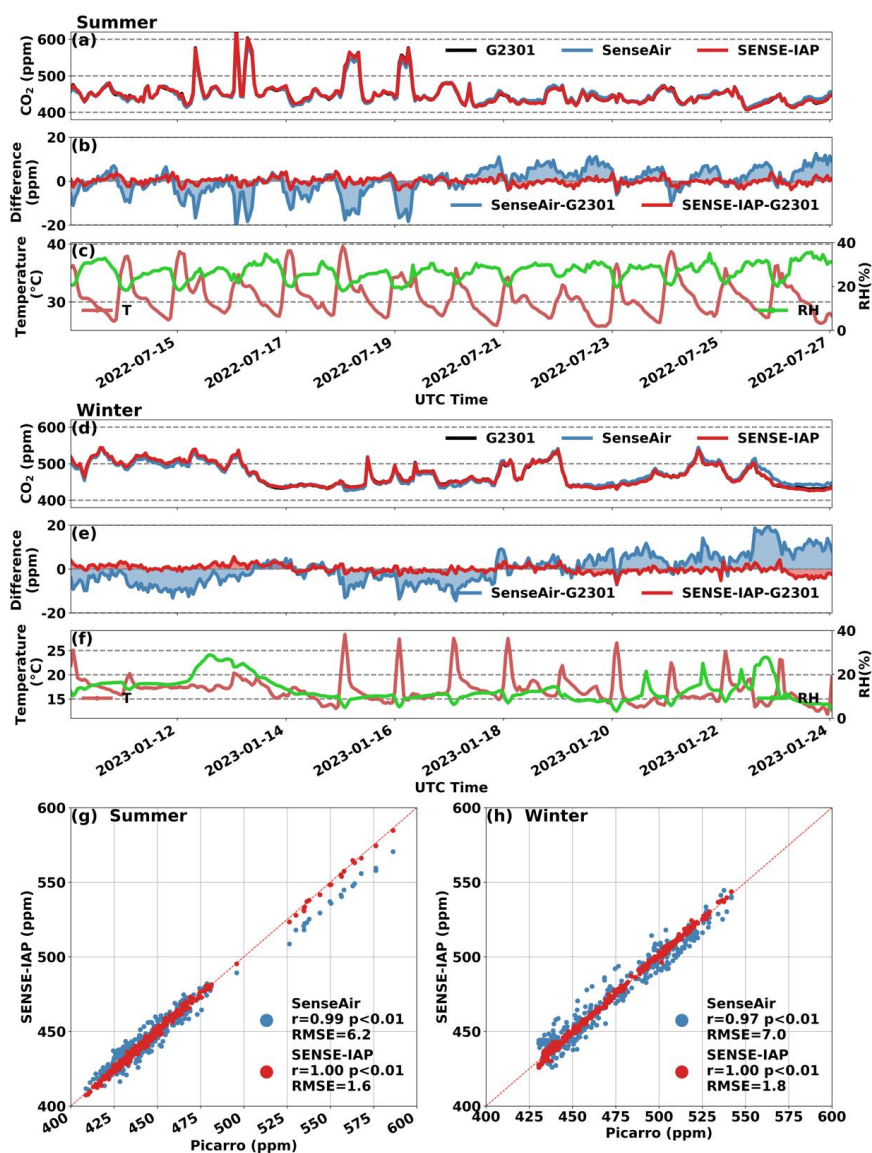 Summer
(a)
G2301 SenseAir SENSE-IAP
CO2 (ppm)
600
500
400
(b)
SenseAir-G2301 SENSE-IAP-G2301
Difference (ppm)
20
0
-20
(c)
T RH
Temperature (°C)
40
30
RH(%)
40
20
0
2022-07-15 2022-07-17 2022-07-19 2022-07-21 2022-07-23 2022-07-25 2022-07-27
UTC Time
Winter
(d)
G2301 SenseAir SENSE-IAP
CO2 (ppm)
600
500
400
(e)
SenseAir-G2301 SENSE-IAP-G2301
Difference (ppm)
20
0
-20
(f)
T RH
Temperature (°C)
25
20
15
RH(%)
40
20
0
2023-01-12 2023-01-14 2023-01-16 2023-01-18 2023-01-20 2023-01-22 2023-01-24
UTC Time
(g) Summer
SENSE-IAP (ppm)
600
550
500
450
400
SenseAir
r=0.99 p<0.01
RMSE=6.2
SENSE-IAP
r=1.00 p<0.01
RMSE=1.6
400 425 450 475 500 525 550 575 600
Picarro (ppm)
(h) Winter
SENSE-IAP (ppm)
600
550
500
450
400
SenseAir
r=0.97 p<0.01
RMSE=7.0
SENSE-IAP
r=1.00 p<0.01
RMSE=1.8
400 425 450 475 500 525 550 575 600
Picarro (ppm)